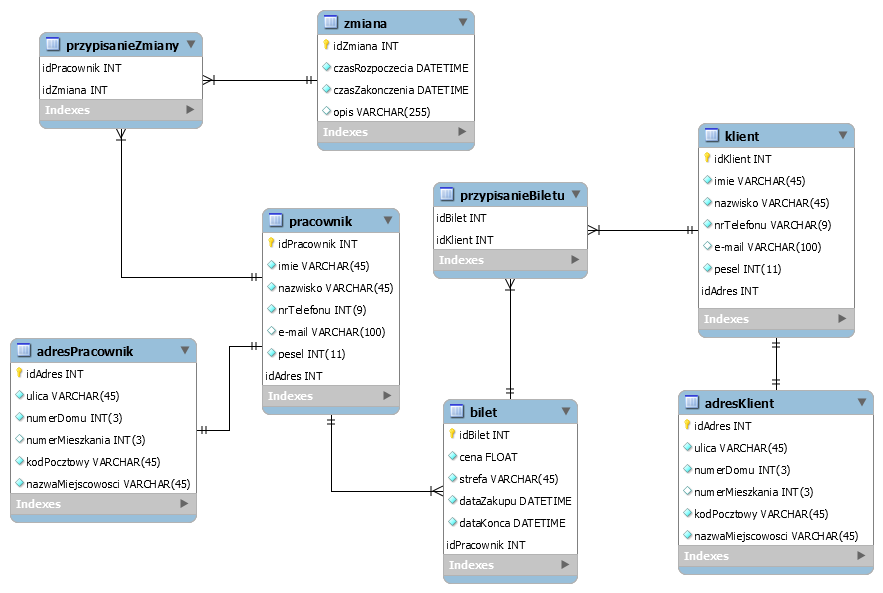 przypisanieZmiany
idPracownik INT
idZmiana INT
Indexes
zmiana
idZmiana INT
czasRozpoczecia DATETIME
czasZakonczenia DATETIME
opis VARCHAR(255)
Indexes
klient
idKlient INT
imie VARCHAR(45)
nazwisko VARCHAR(45)
nrTelefonu VARCHAR(9)
e-mail VARCHAR(100)
pesel INT(11)
idAdres INT
Indexes
przypisanieBiletu
idBilet INT
idKlient INT
Indexes
pracownik
idPracownik INT
imie VARCHAR(45)
nazwisko VARCHAR(45)
nrTelefonu INT(9)
e-mail VARCHAR(100)
pesel INT(11)
idAdres INT
Indexes
adresPracownik
idAdres INT
ulica VARCHAR(45)
numerDomu INT(3)
numerMieszkania INT(3)
kodPocztowy VARCHAR(45)
nazwaMiejscowosci VARCHAR(45)
Indexes
bilet
idBilet INT
cena FLOAT
strefa VARCHAR(45)
dataZakupu DATETIME
dataKonca DATETIME
idPracownik INT
Indexes
adresKlient
idAdres INT
ulica VARCHAR(45)
numerDomu INT(3)
numerMieszkania INT(3)
kodPocztowy VARCHAR(45)
nazwaMiejscowosci VARCHAR(45)
Indexes